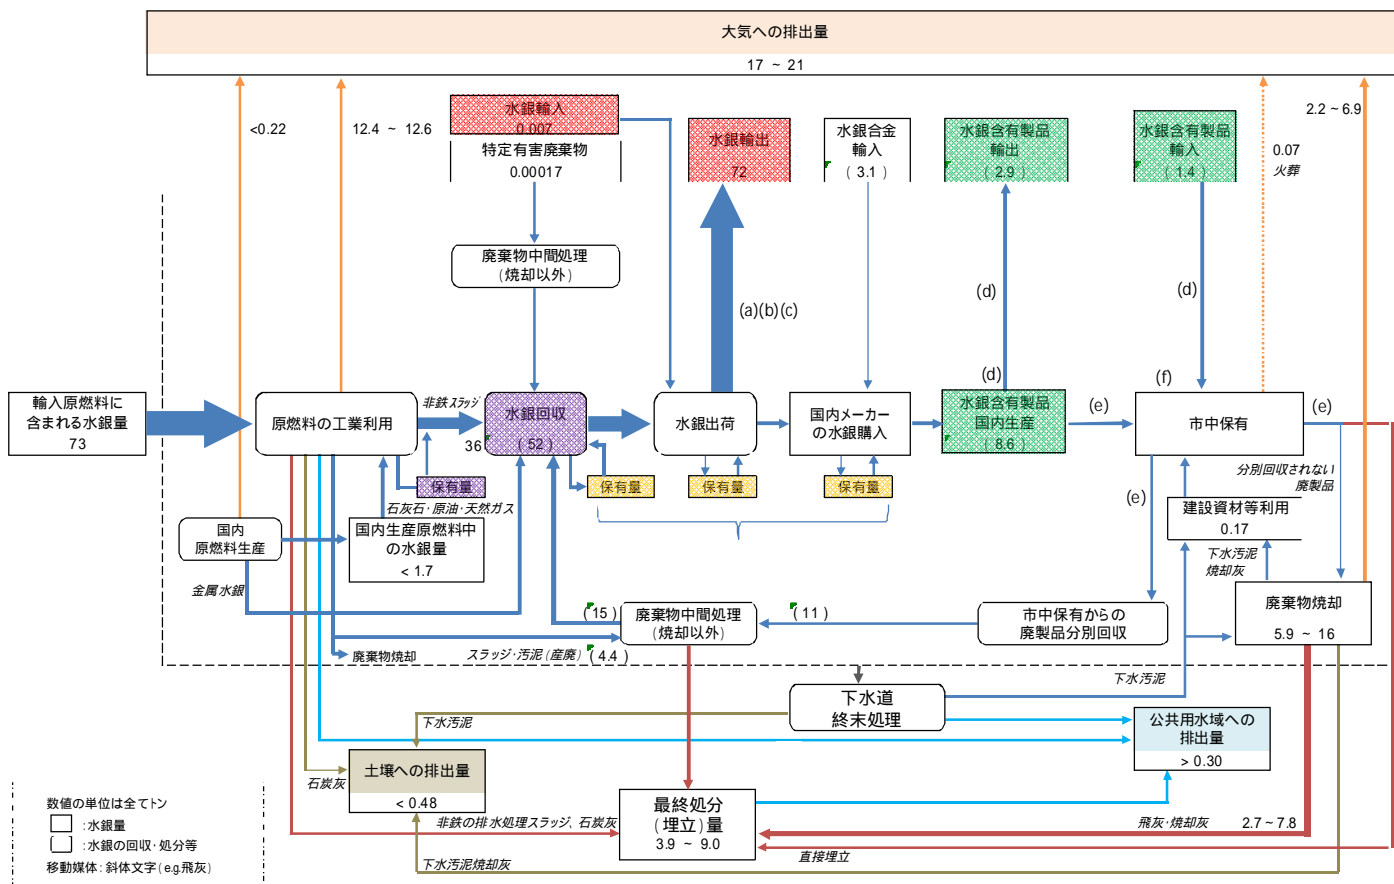 大気への排出量
17 ~ 21
<0.22
12.4 ~ 12.6
水銀輸入
0.007
特定有害廃棄物
0.00017
水銀輸出
72
水銀合金
輸入
(3.1)
水銀含有製品
輸出
(2.9)
水銀含有製品
輸入
(1.4)
0.07
火葬
2.2 ~ 6.9
廃棄物中間処理
(焼却以外)
(a)(b)(c)
(d)
(d)
(d)
(f)
輸入原燃料に
含まれる水銀量
73
原燃料の工業利用
非鉄スラッジ
36
水銀回収
(52)
水銀出荷
国内メーカー
の水銀購入
水銀含有製品
国内生産
(8.6)
(e)
市中保有
(e)
保有量
保有量
保有量
保有量
石灰石・原油・天然ガス
分別回収されない
廃製品
(e)
国内
原燃料生産
国内生産原燃料中
の水銀量
< 1.7
建設資材等利用
0.17
下水汚泥
焼却灰
金属水銀
(15)
廃棄物中間処理
(焼却以外)
(11)
市中保有からの
廃製品分別回収
廃棄物焼却
5.9 ~ 16
廃棄物焼却
スラッジ・汚泥(産廃)
(4.4)
下水汚泥
下水道
終末処理
下水汚泥
公共用水域への
排出量
> 0.30
石炭灰
土壌への排出量
< 0.48
最終処分
(埋立)量
3.9 ~ 9.0
非鉄の排水処理スラッジ、石炭灰
飛灰・焼却灰
2.7 ~ 7.8
直接埋立
下水汚泥焼却灰
数値の単位は全てトン
:水銀量
:水銀の回収・処分等
移動媒体:斜体文字(e.g.飛灰)